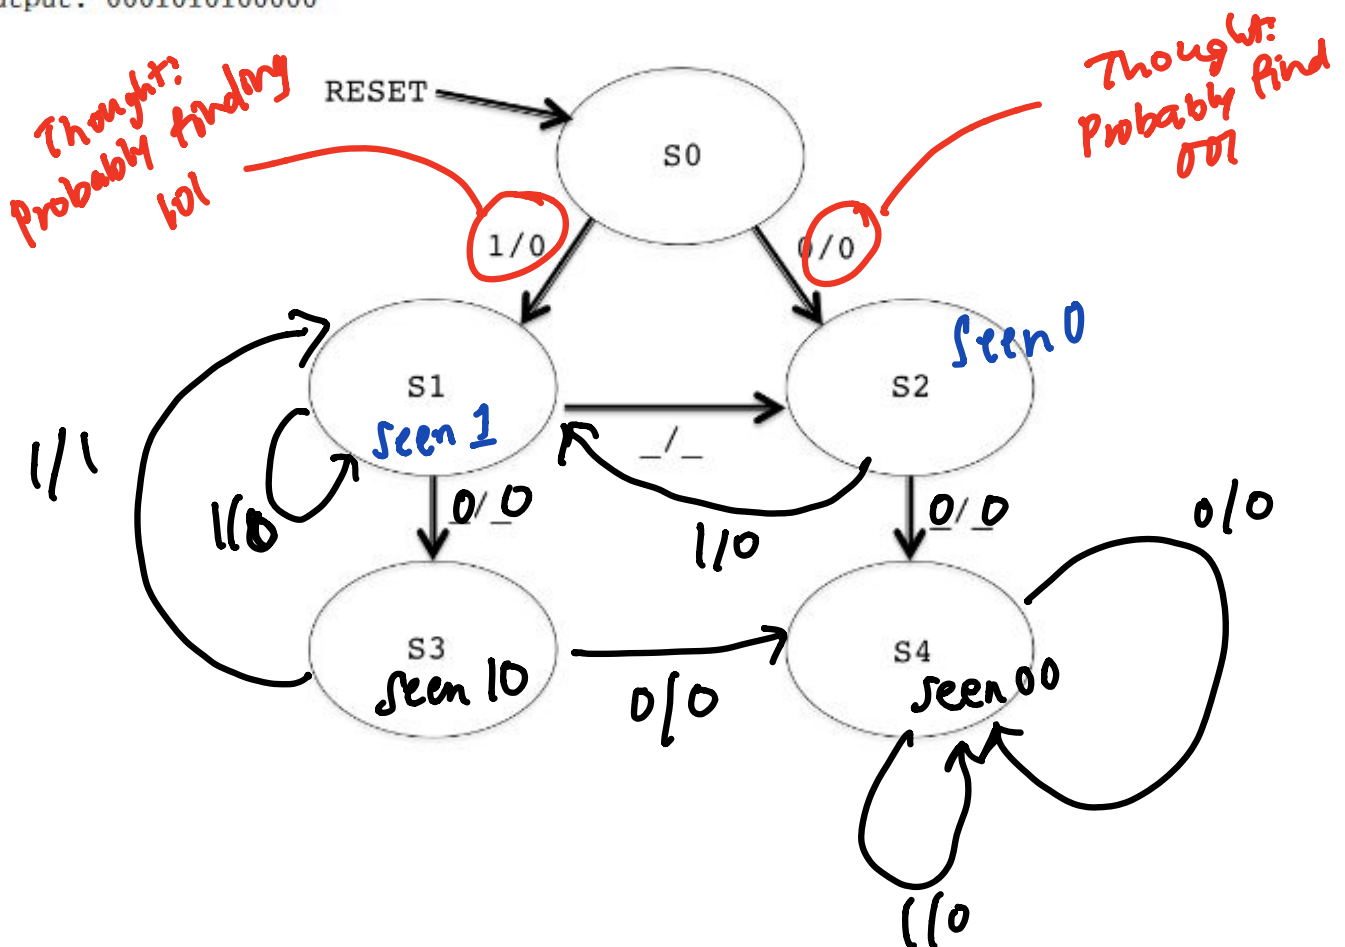 output: 0001010100000
Thought:
Probably finding
101
Thought:
Probably find
001
RESET
S0
1/0
0/0
S1
seen 1
S2
seen 0
_/_
1/1
1/0
0/0
1/0
0/0
0/0
S3
seen 10
0/0
S4
seen 00
1/0